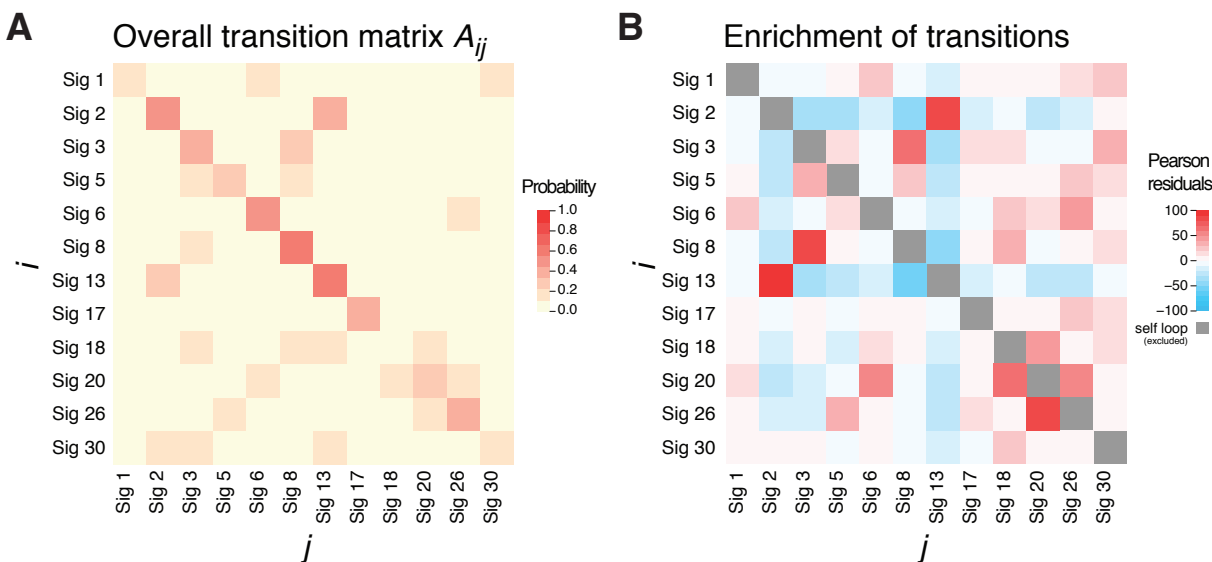 A
Overall transition matrix Aij
Sig 1
Sig 2
Sig 3
Sig 5
Sig 6
Sig 8
Sig 13
Sig 17
Sig 18
Sig 20
Sig 26
Sig 30
i
Sig 1
Sig 2
Sig 3
Sig 5
Sig 6
Sig 8
Sig 13
Sig 17
Sig 18
Sig 20
Sig 26
Sig 30
j
Probability
1.0
0.8
0.6
0.4
0.2
0.0
B
Enrichment of transitions
Sig 1
Sig 2
Sig 3
Sig 5
Sig 6
Sig 8
Sig 13
Sig 17
Sig 18
Sig 20
Sig 26
Sig 30
i
Sig 1
Sig 2
Sig 3
Sig 5
Sig 6
Sig 8
Sig 13
Sig 17
Sig 18
Sig 20
Sig 26
Sig 30
j
Pearson
residuals
100
50
0
−50
−100
self loop
(excluded)